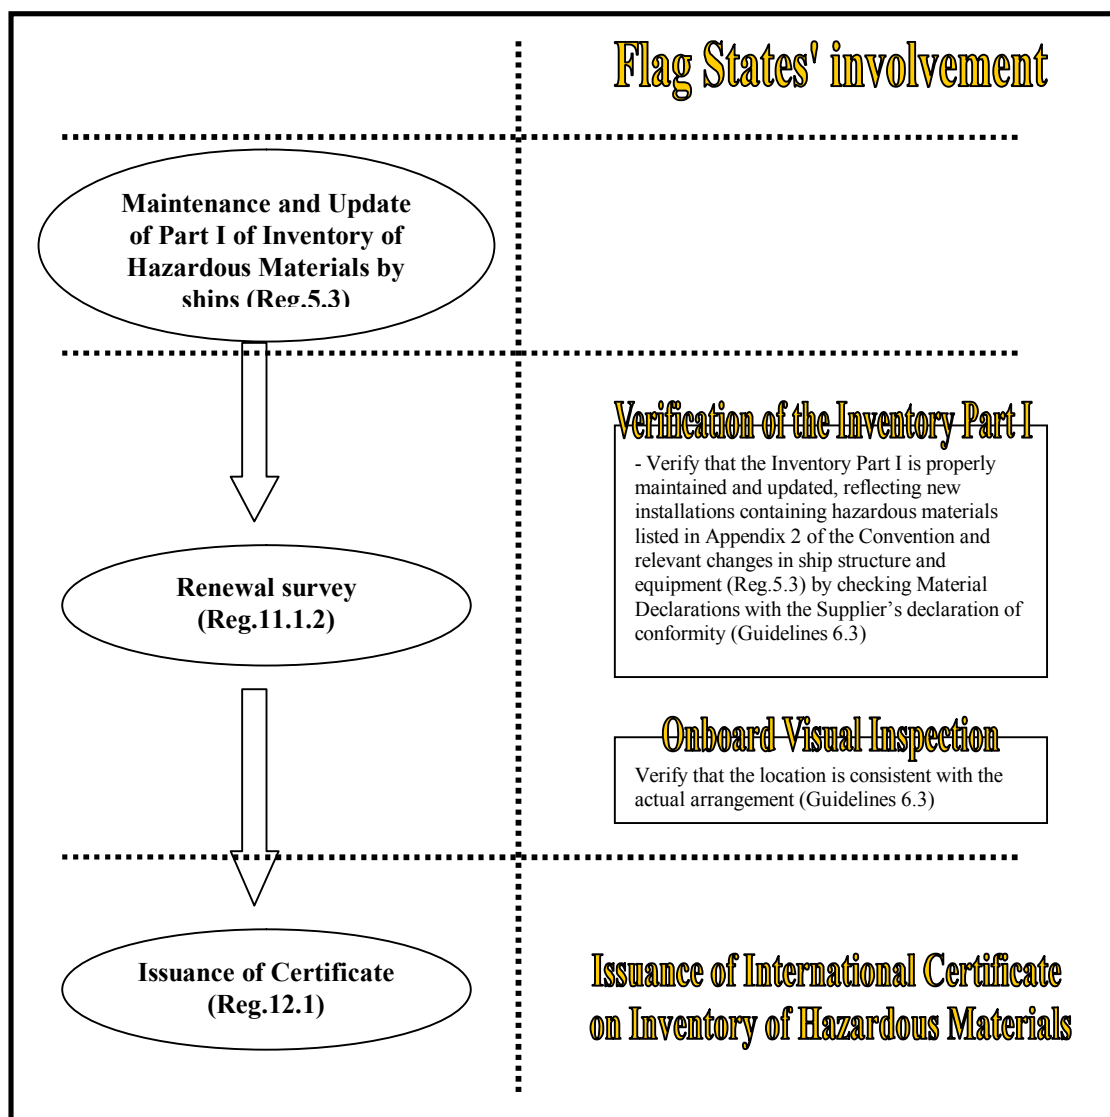 Flag States' involvement
Maintenance and Update
of Part I of Inventory of
Hazardous Materials by
ships (Reg.5.3)
Verification of the Inventory Part I
- Verify that the Inventory Part I is properly
maintained and updated, reflecting new
installations containing hazardous materials
listed in Appendix 2 of the Convention and
relevant changes in ship structure and
equipment (Reg.5.3) by checking Material
Declarations with the Supplier’s declaration of
conformity (Guidelines 6.3)
Renewal survey
(Reg.11.1.2)
Onboard Visual Inspection
Verify that the location is consistent with the
actual arrangement (Guidelines 6.3)
Issuance of Certificate
(Reg.12.1)
Issuance of International Certificate
on Inventory of Hazardous Materials